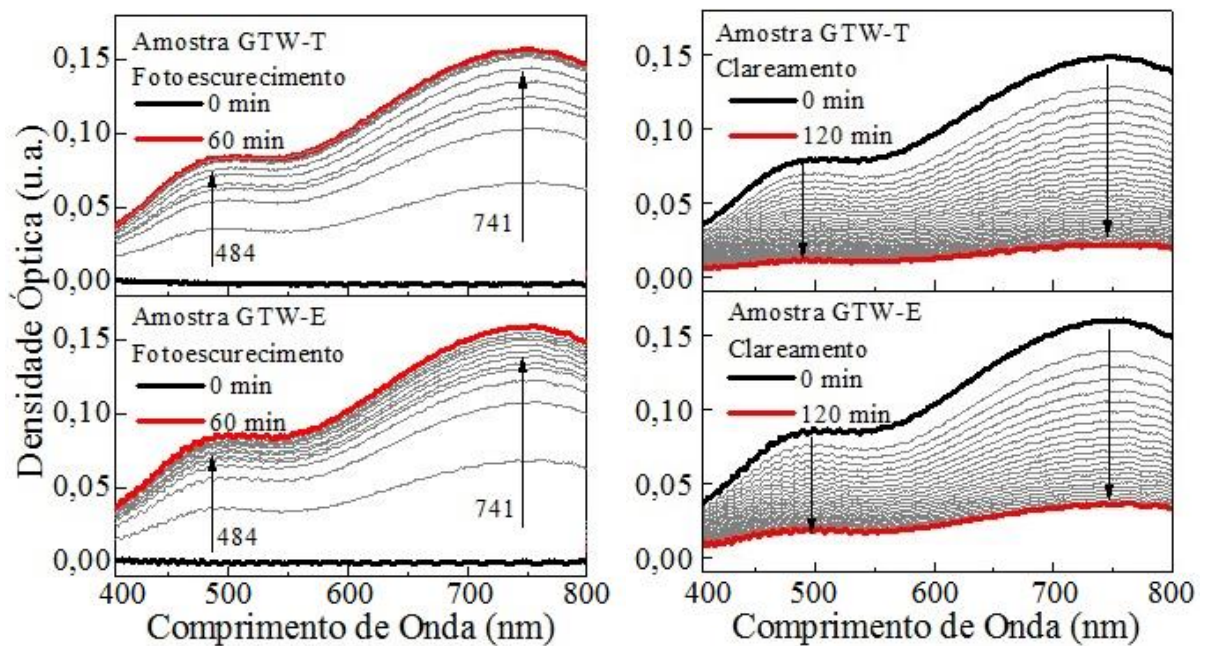 Densidade Óptica (u.a.)
0,15
0,10
0,05
0,00
Amostra GTW-T
Fotoescurecimento
0 min
60 min
484
741
0,15
0,10
0,05
0,00
Amostra GTW-E
Fotoescurecimento
0 min
60 min
484
741
400 500 600 700 800
Comprimento de Onda (nm)
0,15
0,10
0,05
0,00
Amostra GTW-T
Clareamento
0 min
120 min
0,15
0,10
0,05
0,00
Amostra GTW-E
Clareamento
0 min
120 min
400 500 600 700 800
Comprimento de Onda (nm)